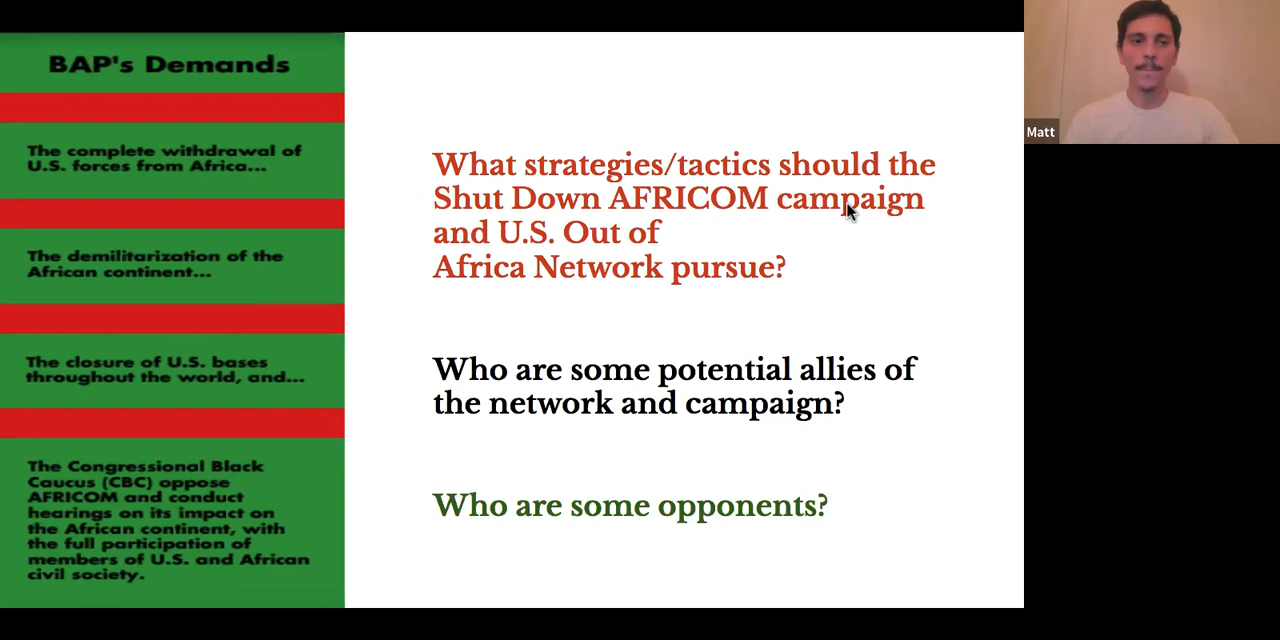 BAP's Demands
The complete withdrawal of
U.S. forces from Africa...
The demilitarization of the
African continent...
The closure of U.S. bases
throughout the world, and...
The Congressional Black
Caucus (CBC) oppose
AFRICOM and conduct
hearings on its impact on
the African continent, with
the full participation of
members of U.S. and African
civil society.
What strategies/tactics should the
Shut Down AFRICOM campaign
and U.S. Out of
Africa Network pursue?
Who are some potential allies of
the network and campaign?
Who are some opponents?
Matt